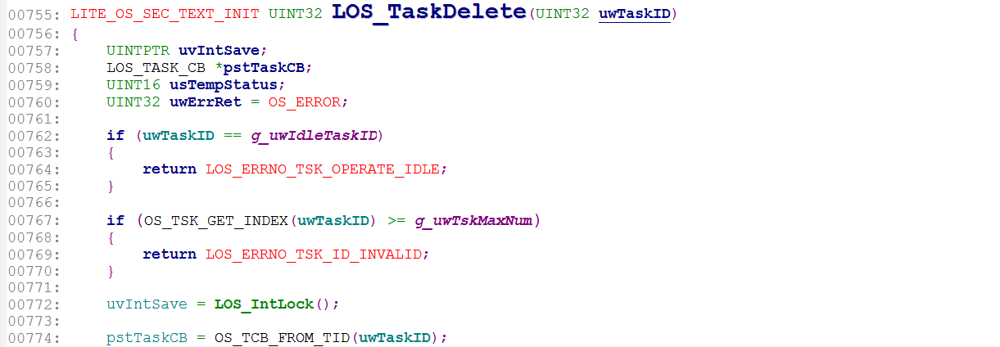 00755: LITE_OS_SEC_TEXT_INIT UINT32 LOS_TaskDelete(UINT32 uwTaskID)
00756: {
00757:     UINTPTR uvIntSave;
00758:     LOS_TASK_CB *pstTaskCB;
00759:     UINT16 usTempStatus;
00760:     UINT32 uwErrRet = OS_ERROR;
00761:
00762:     if (uwTaskID == g_uwIdleTaskID)
00763:     {
00764:         return LOS_ERRNO_TSK_OPERATE_IDLE;
00765:     }
00766:
00767:     if (OS_TSK_GET_INDEX(uwTaskID) >= g_uwTskMaxNum)
00768:     {
00769:         return LOS_ERRNO_TSK_ID_INVALID;
00770:     }
00771:
00772:     uvIntSave = LOS_IntLock();
00773:
00774:     pstTaskCB = OS_TCB_FROM_TID(uwTaskID);